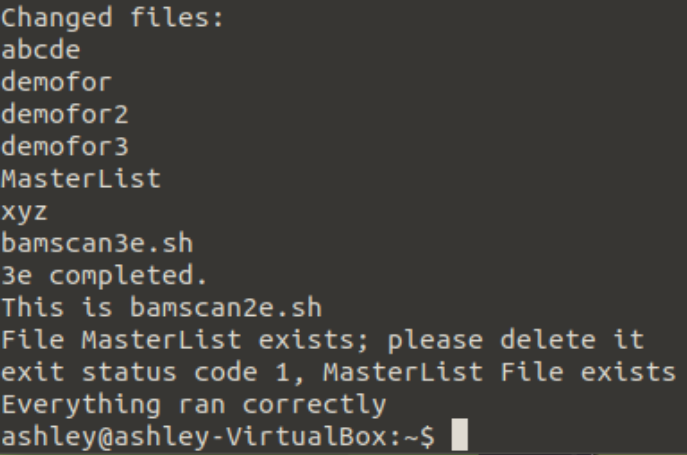 Changed files:
abcde
demofor
demofor2
demofor3
MasterList
xyz
bamscan3e.sh
3e completed.
This is bamscan2e.sh
File MasterList exists; please delete it
exit status code 1, MasterList File exists
Everything ran correctly
ashley@ashley-VirtualBox:~$